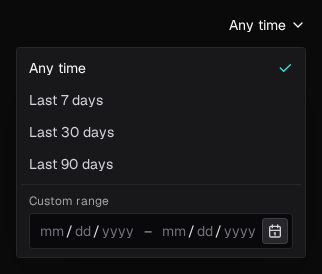 Any time
Any time
Last 7 days
Last 30 days
Last 90 days
Custom range
mm/dd/yyyy – mm/dd/yyyy